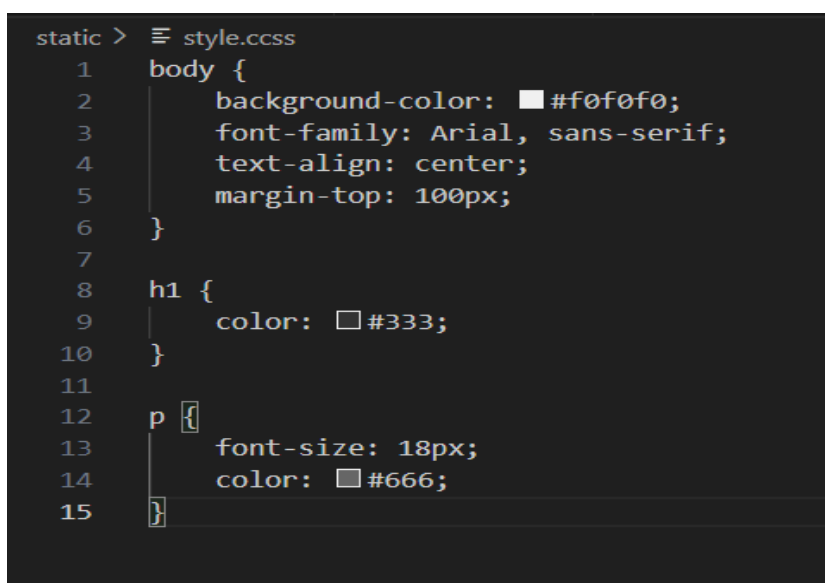 static > style.ccss
1 body {
2 background-color: #f0f0f0;
3 font-family: Arial, sans-serif;
4 text-align: center;
5 margin-top: 100px;
6 }
7
8 h1 {
9 color: #333;
10 }
11
12 p {
13 font-size: 18px;
14 color: #666;
15 }